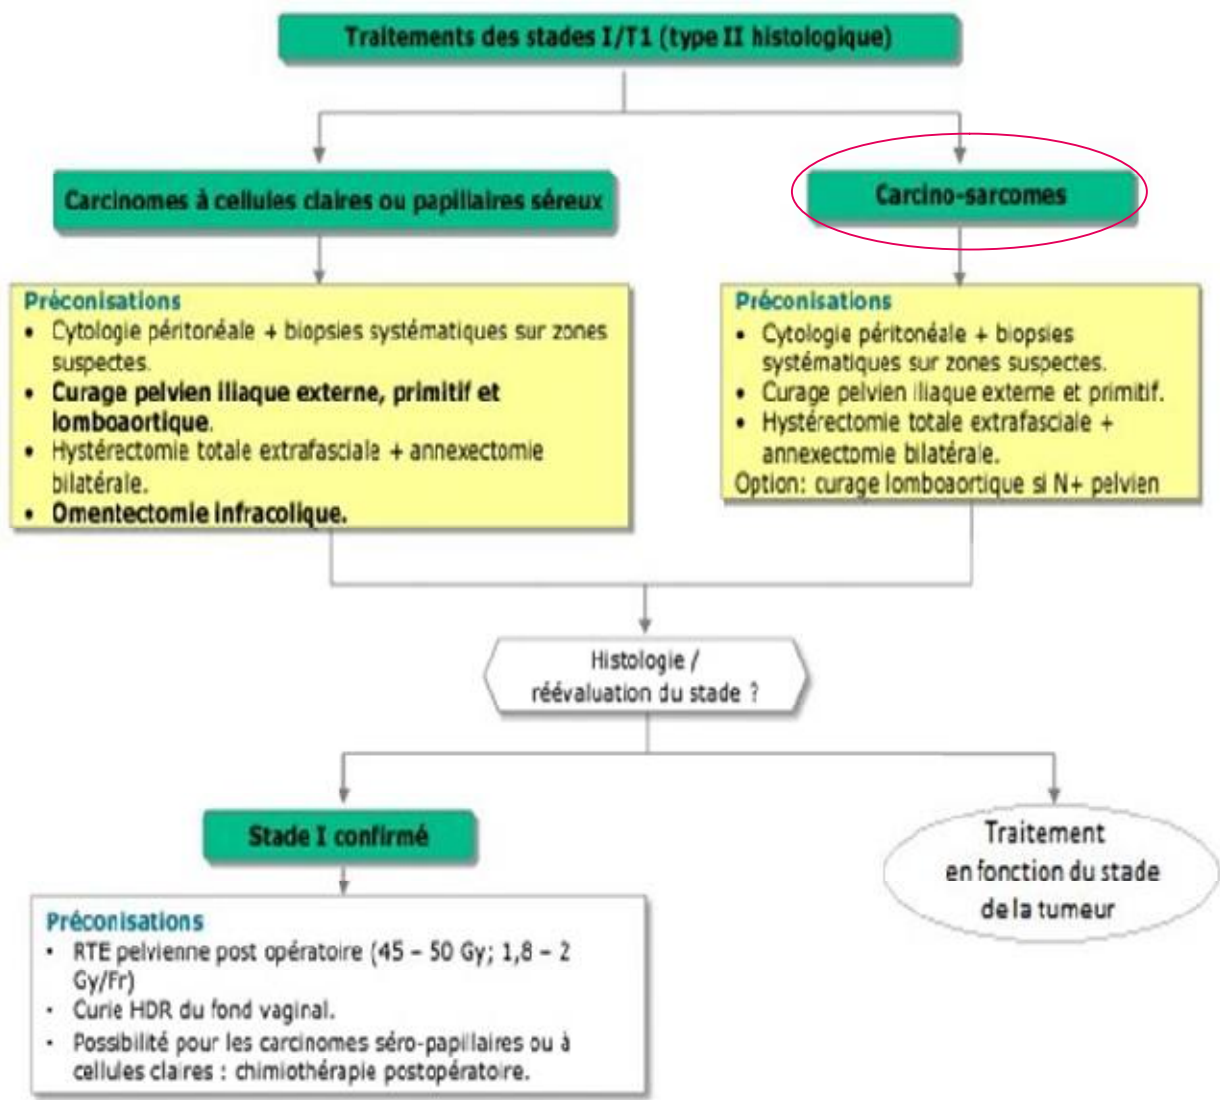 Traitements des stades I/T1 (type II histologique)
Carcinomes à cellules claires ou papillaires séreux
Carcino-sarcomes
Préconisations
• Cytologie péritonéale + biopsies systématiques sur zones
suspectes.
• Curage pelvien iliaque externe, primitif et
lomboaortique.
• Hystérectomie totale extrafasciale + annexectomie
bilatérale.
• Omentectomie infracolique.
Préconisations
• Cytologie péritonéale + biopsies
systématiques sur zones suspectes.
• Curage pelvien iliaque externe et primitif.
• Hystérectomie totale extrafasciale +
annexectomie bilatérale.
Option: curage lomboaortique si N+ pelvien
Histologie /
réévaluation du stade ?
Stade I confirmé
Traitement
en fonction du stade
de la tumeur
Préconisations
• RTE pelvienne post opératoire (45 – 50 Gy; 1,8 – 2
Gy/Fr)
• Curie HDR du fond vaginal.
• Possibilité pour les carcinomes séro-papillaires ou à
cellules claires : chimiothérapie postopératoire.